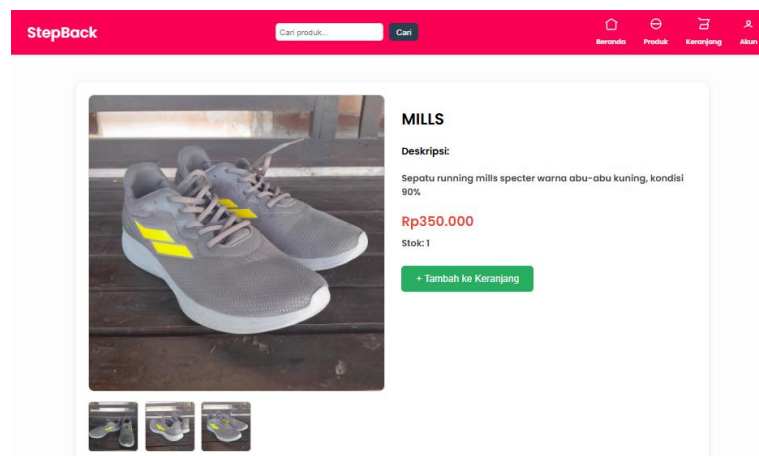 StepBack
Cari produk...
Cari
Beranda
Produk
Keranjang
Akun
MILLS
Deskripsi:
Sepatu running mills specter warna abu-abu kuning, kondisi
90%
Rp350.000
Stok: 1
+ Tambah ke Keranjang